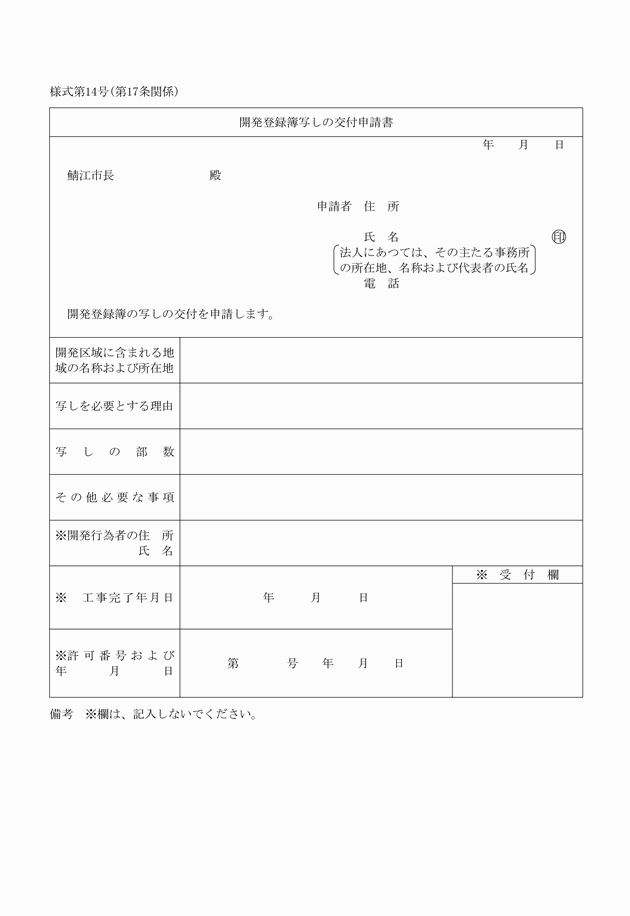 様式第14号(第17条関係)
開発登録簿写しの交付申請書
年　月　日
鯖江市長　　　　　　　　殿
申請者　住　所
氏　名　　　　　　　　　　　　　㊞
法人にあつては、その主たる事務所
の所在地、名称および代表者の氏名
電　話
開発登録簿の写しの交付を申請します。
開発区域に含まれる地
域の名称および所在地
写しを必要とする理由
写しの部数
その他必要な事項
※開発行為者の住　所
氏　名
※　受　付　欄
※　工事完了年月日　　　年　　　月　　　日
※許可番号および
年　　　月　　　日
第　　　　号　　年　　月　　日
備考　※欄は、記入しないでください。